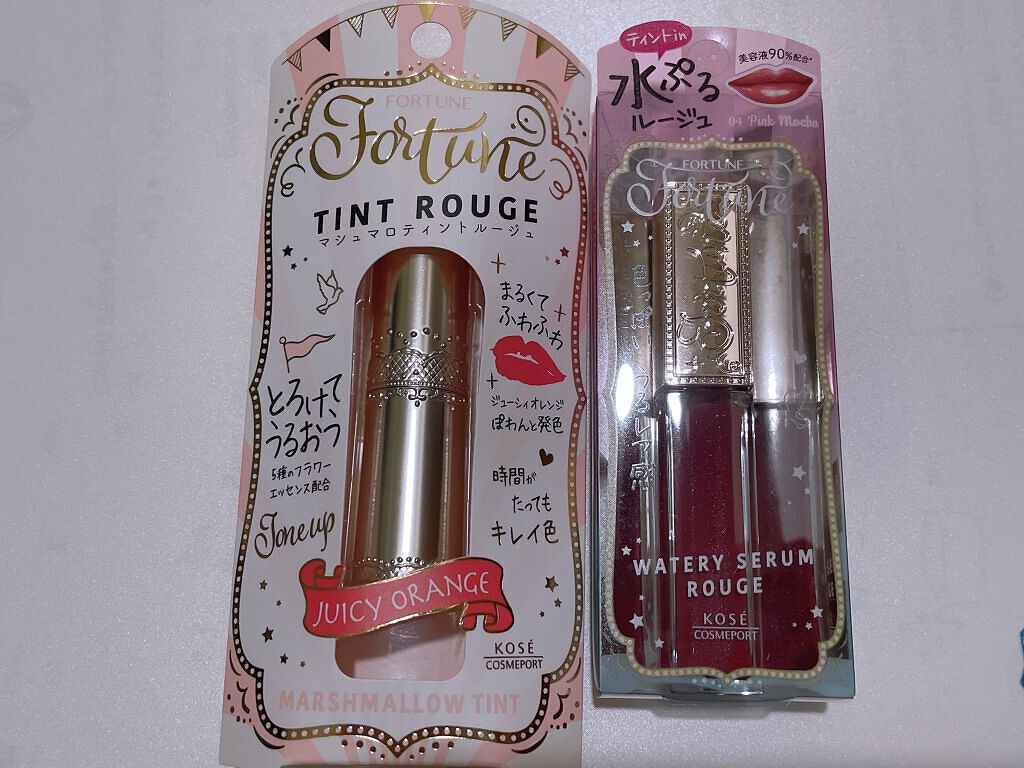 FORTUNE
Fortune
TINT ROUGE
マシュマロティントルージュ
まるくて
ふわふわ
ジューシィオレンジ
ぽわんと発色
とろけて
うるおう
5種のフラワー
エッセンス配合
時間が
たっても
キレイ色
Tone up
JUICY ORANGE
KOSÉ
COSMEPORT
MARSHMALLOW TINT
ティントin
美容液90%配合*
水ぷる
ルージュ
04 Pink Mocha
FORTUNE
Fortune
WATERY SERUM
ROUGE
KOSÉ
COSMEPORT